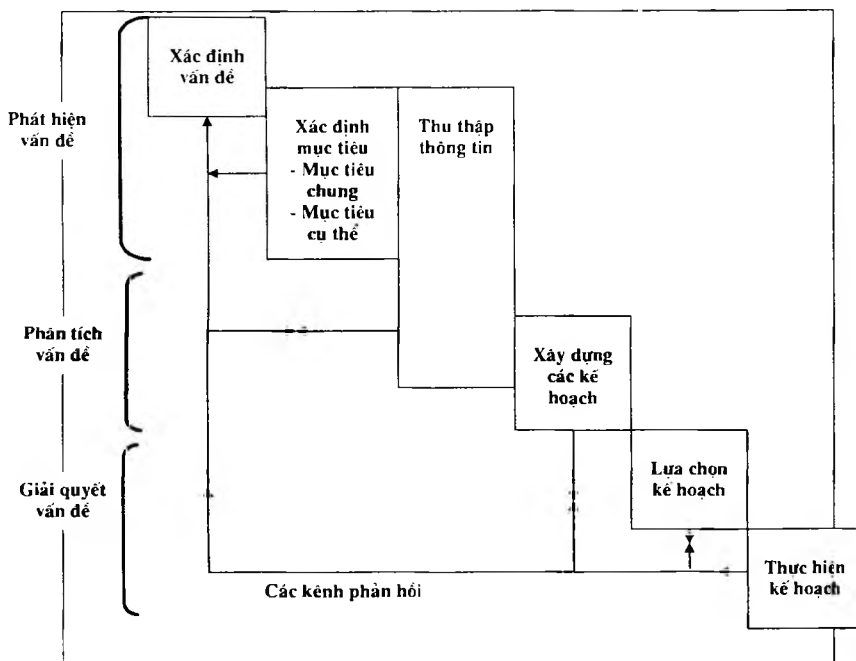 Xác định
vấn đề
Phát hiện
vấn đề
Xác định
mục tiêu
- Mục tiêu
chung
- Mục tiêu
cụ thể
Thu thập
thông tin
Phân tích
vấn đề
Xây dựng
các kế
hoạch
Giải quyết
vấn đề
Lựa chọn
kế hoạch
Thực hiện
kế hoạch
Các kênh phản hồi